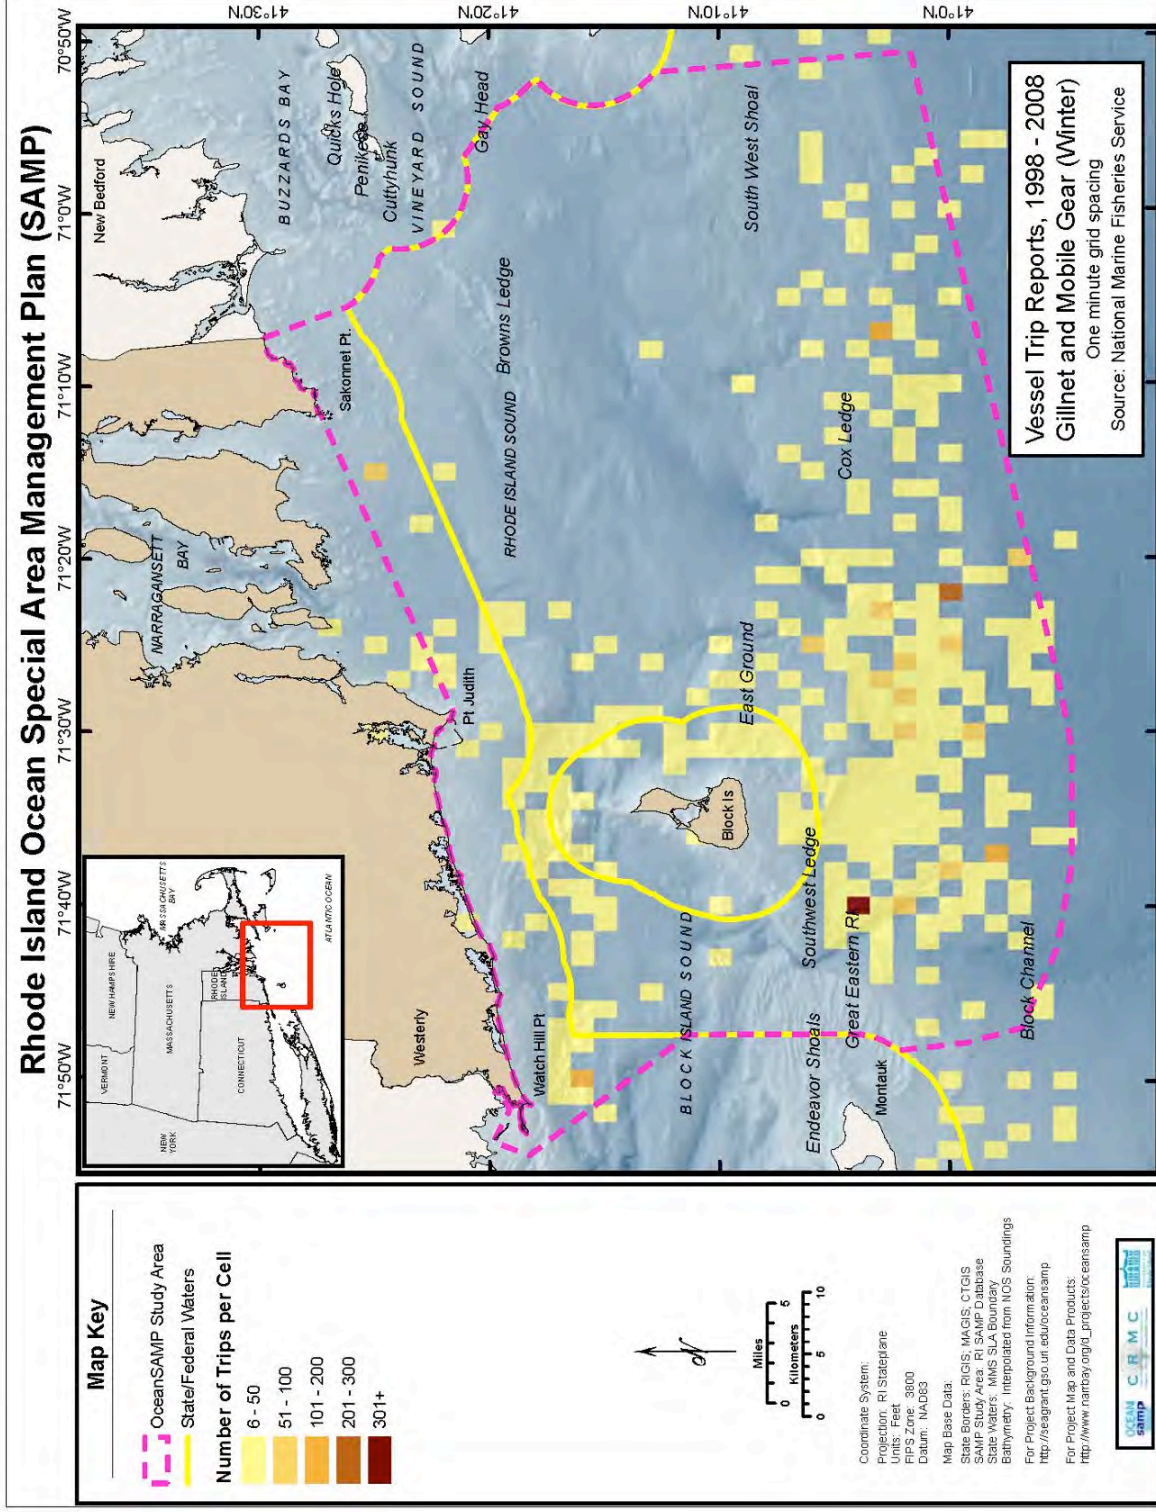 Rhode Island Ocean Special Area Management Plan (SAMP)
Map Key
OceanSAMP Study Area
State/Federal Waters
Number of Trips per Cell
6 - 50
51 - 100
101 - 200
201 - 300
301+
Miles
0 5
Kilometers
0 5 10
Coordinate System:
Projection: RI Stateplane
Units: Feet
FIPS Zone: 3800
Datum: NAD83
Map Base Data:
State Borders: RIGIS; MAGIS; CTGIS
SAMP Study Area: RI SAMP Database
State Waters: MMS SLA Boundary
Bathymetry: Interpolated from NOS Soundings
For Project Background Information:
http://seagrant.gso.uri.edu/oceansamp
For Project Map and Data Products:
http://www.narrbay.org/d_projects/oceansamp
OCEAN
samp
C R M C
71°50'W 71°40'W 71°30'W 71°20'W 71°10'W 71°0'W 70°50'W
41°30'N
41°20'N
41°10'N
41°0'N
VERMONT
NEW HAMPSHIRE
NEW
YORK
MASSACHUSETTS
MASSACHUSETTS
BAY
CONNECTICUT
RHODE
ISLAND
ATLANTIC OCEAN
New Bedford
NARRAGANSETT
BAY
BUZZARDS BAY
Quicks Hole
Penikese
Cuttyhunk
VINEYARD SOUND
Gay Head
Sakonnet Pt.
Westerly
Pt Judith
Watch Hill Pt
RHODE ISLAND SOUND
Browns Ledge
BLOCK ISLAND SOUND
Block Is
East Ground
South West Shoal
Endeavor Shoals
Southwest Ledge
Great Eastern RI
Cox Ledge
Montauk
Block Channel
Vessel Trip Reports, 1998 - 2008
Gillnet and Mobile Gear (Winter)
One minute grid spacing
Source: National Marine Fisheries Service